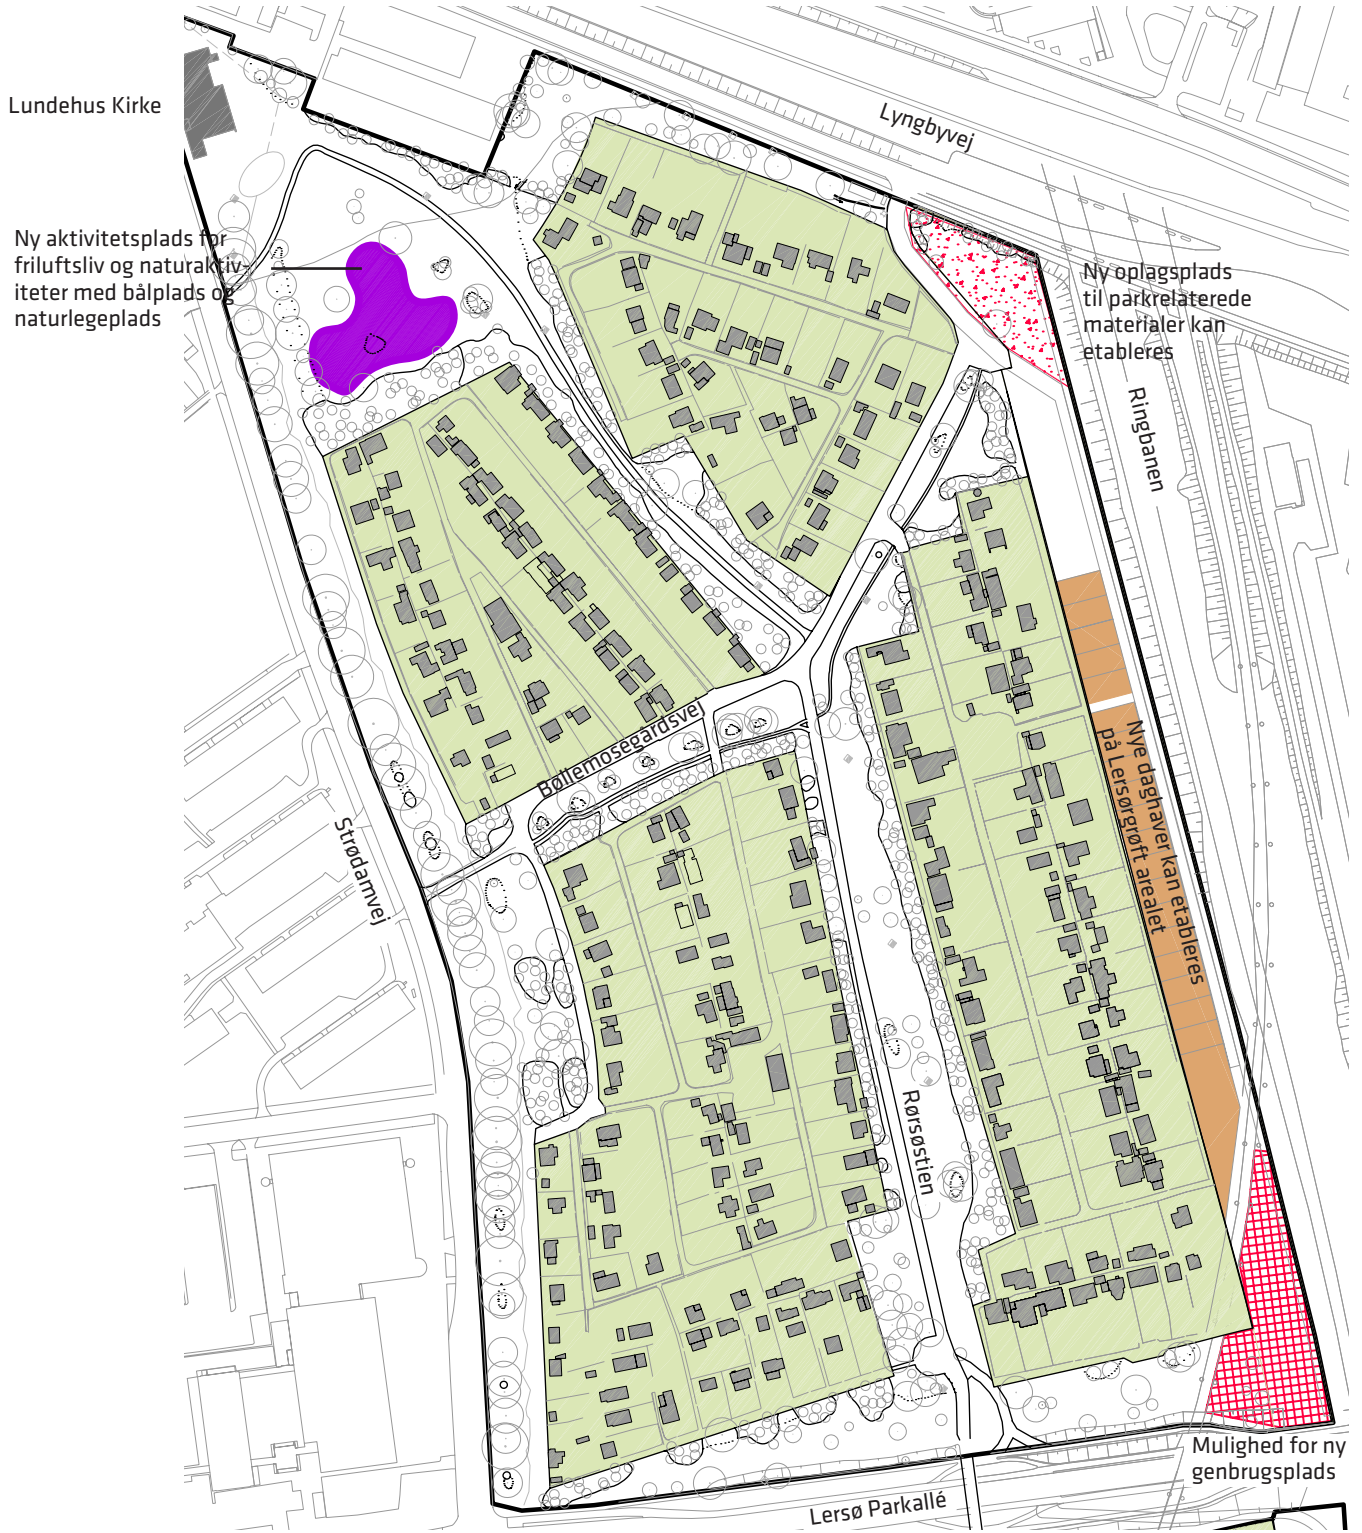 Lyngbyvej
Lundehus Kirke
Ny aktivitetsplads for
friluftsliv og naturaktiv-
iteter med bålplads og
naturlegeplads
Ny oplagsplads
til parkrelaterede
materialer kan
etableres
Ringbanen
Bøllemosegårdsvej
Nye daghaver kan etableres
på Lersørgrøft arealet
Strødamvej
Rørsøstien
Mulighed for ny
genbrugsplads
Lersø Parkallé